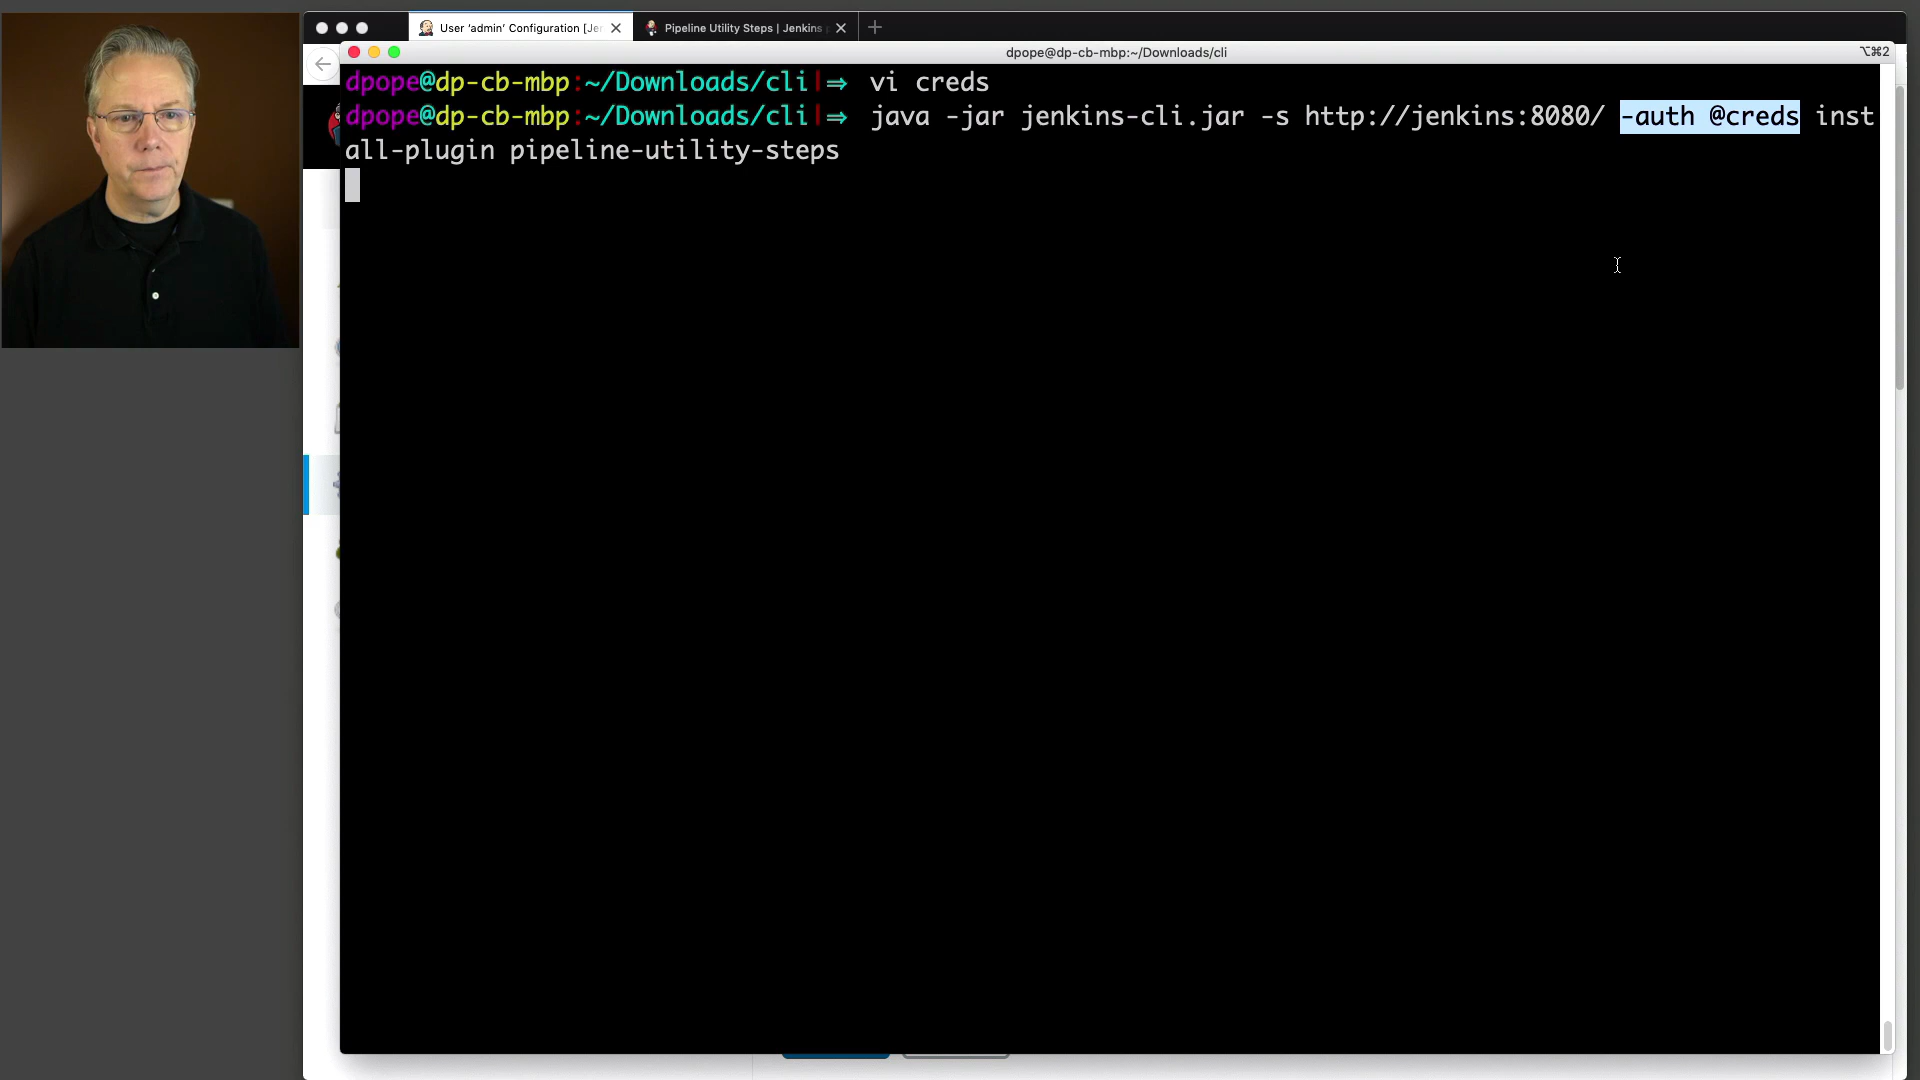 User ‘admin’ Configuration [Je
Pipeline Utility Steps | Jenkins
dpope@dp-cb-mbp:~/Downloads/cli
⌥⌘2
dpope@dp-cb-mbp:~/Downloads/cli|⇒ vi creds
dpope@dp-cb-mbp:~/Downloads/cli|⇒ java -jar jenkins-cli.jar -s http://jenkins:8080/ -auth @creds inst
all-plugin pipeline-utility-steps